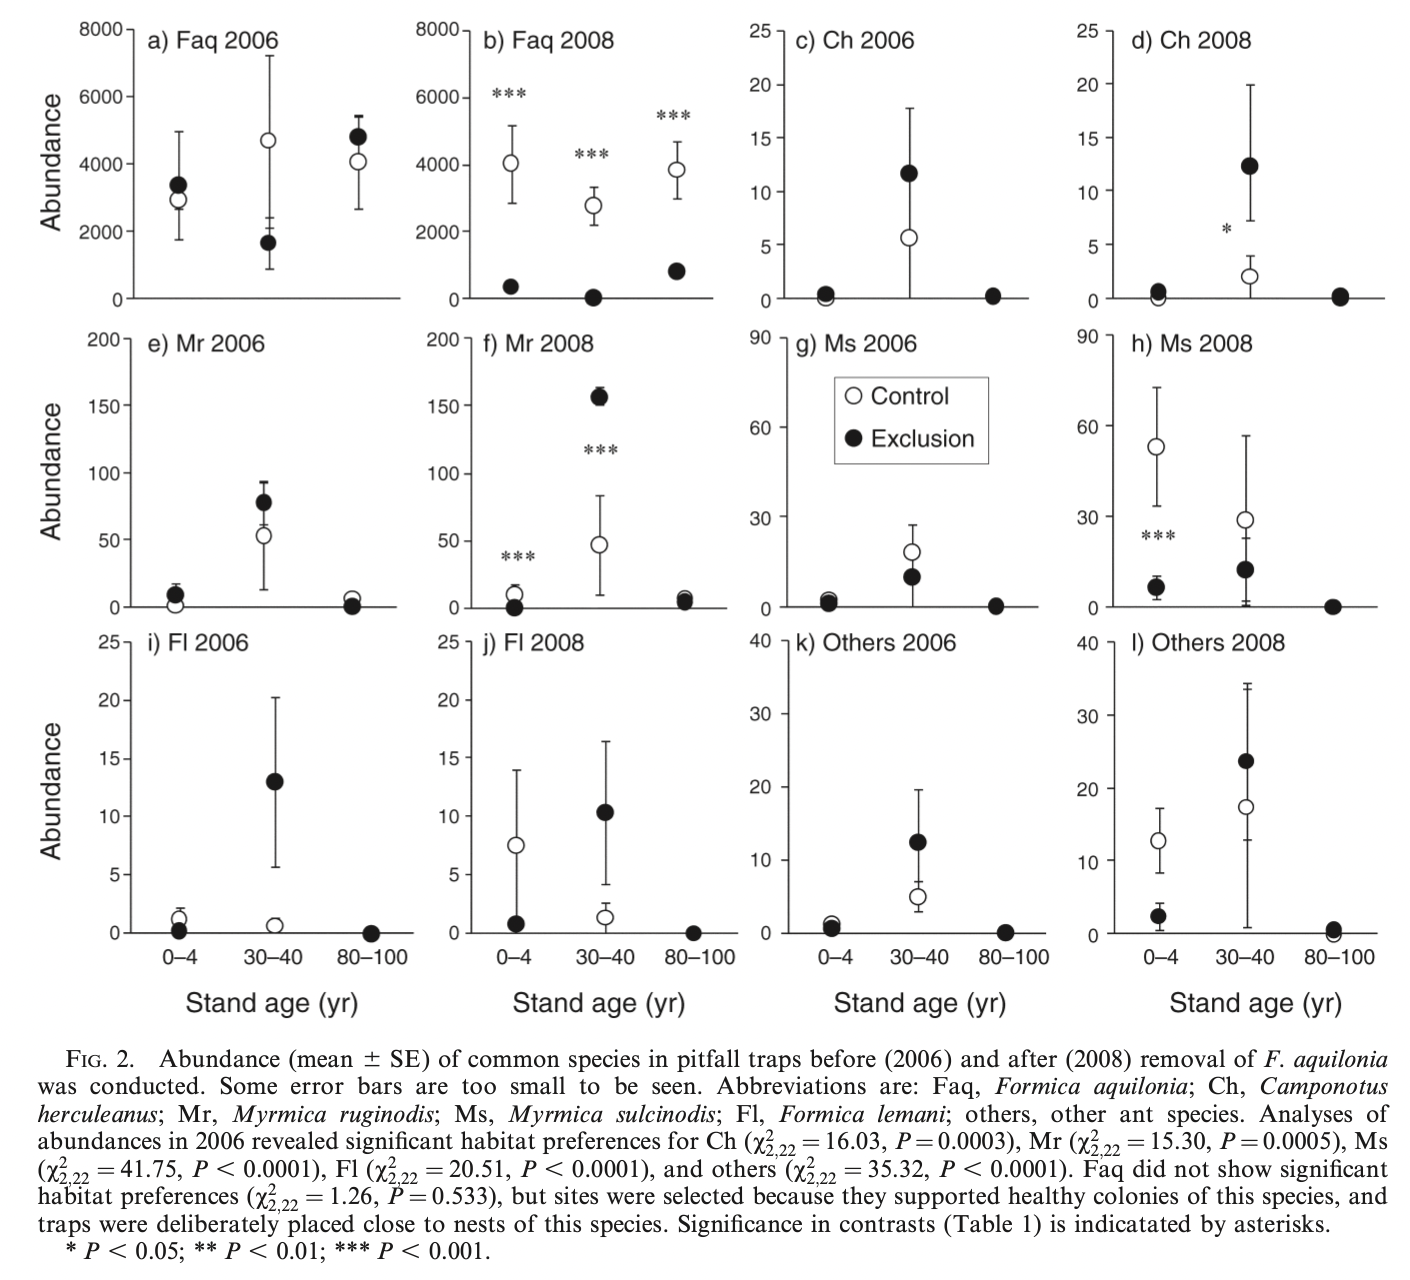 8000
6000
4000
2000
0
Abundance
a) Faq 2006
8000
6000
4000
2000
0
b) Faq 2008
***
***
***
25
20
15
10
5
0
c) Ch 2006
25
20
15
10
5
0
d) Ch 2008
*
200
150
100
50
0
Abundance
e) Mr 2006
200
150
100
50
0
f) Mr 2008
***
***
90
60
30
0
g) Ms 2006
Control
Exclusion
90
60
30
0
h) Ms 2008
***
25
20
15
10
5
0
Abundance
i) Fl 2006
0–4 30–40 80–100
Stand age (yr)
25
20
15
10
5
0
j) Fl 2008
0–4 30–40 80–100
Stand age (yr)
40
30
20
10
0
k) Others 2006
0–4 30–40 80–100
Stand age (yr)
40
30
20
10
0
l) Others 2008
0–4 30–40 80–100
Stand age (yr)
FIG. 2. Abundance (mean ± SE) of common species in pitfall traps before (2006) and after (2008) removal of F. aquilonia
was conducted. Some error bars are too small to be seen. Abbreviations are: Faq, Formica aquilonia; Ch, Camponotus
herculeanus; Mr, Myrmica ruginodis; Ms, Myrmica sulcinodis; Fl, Formica lemani; others, other ant species. Analyses of
abundances in 2006 revealed significant habitat preferences for Ch (χ²₂,₂₂ = 16.03, P = 0.0003), Mr (χ²₂,₂₂ = 15.30, P = 0.0005), Ms
(χ²₂,₂₂ = 41.75, P < 0.0001), Fl (χ²₂,₂₂ = 20.51, P < 0.0001), and others (χ²₂,₂₂ = 35.32, P < 0.0001). Faq did not show significant
habitat preferences (χ²₂,₂₂ = 1.26, P = 0.533), but sites were selected because they supported healthy colonies of this species, and
traps were deliberately placed close to nests of this species. Significance in contrasts (Table 1) is indicatated by asterisks.
* P < 0.05; ** P < 0.01; *** P < 0.001.